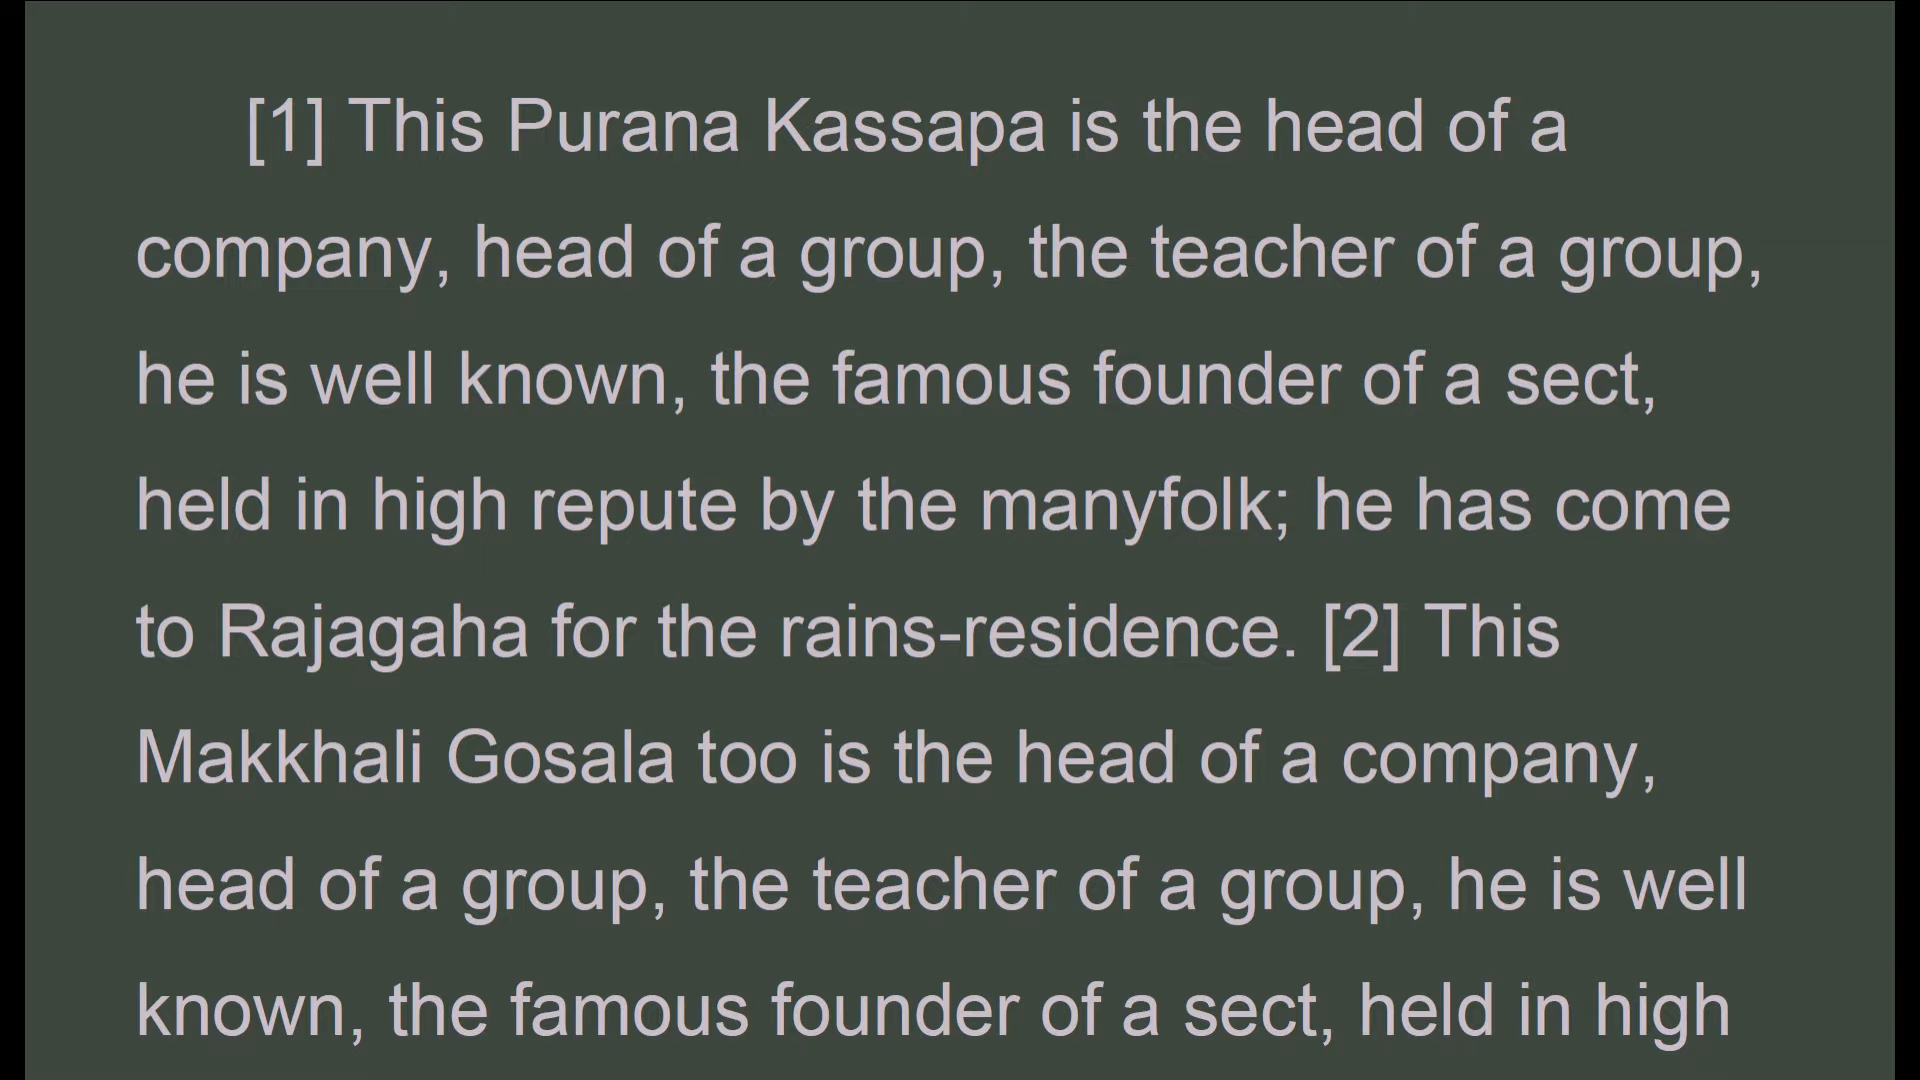 [1] This Purana Kassapa is the head of a
company, head of a group, the teacher of a group,
he is well known, the famous founder of a sect,
held in high repute by the manyfolk; he has come
to Rajagaha for the rains-residence. [2] This
Makkhali Gosala too is the head of a company,
head of a group, the teacher of a group, he is well
known, the famous founder of a sect, held in high